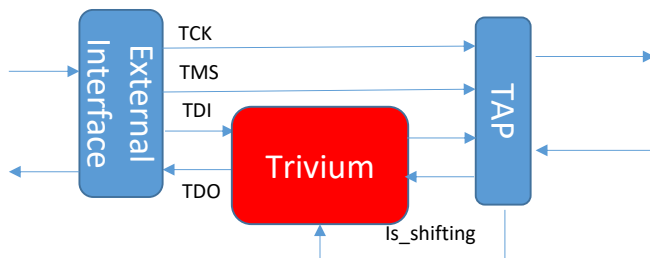 External
Interface
TCK
TMS
TDI
TDO
Trivium
TAP
Is_shifting